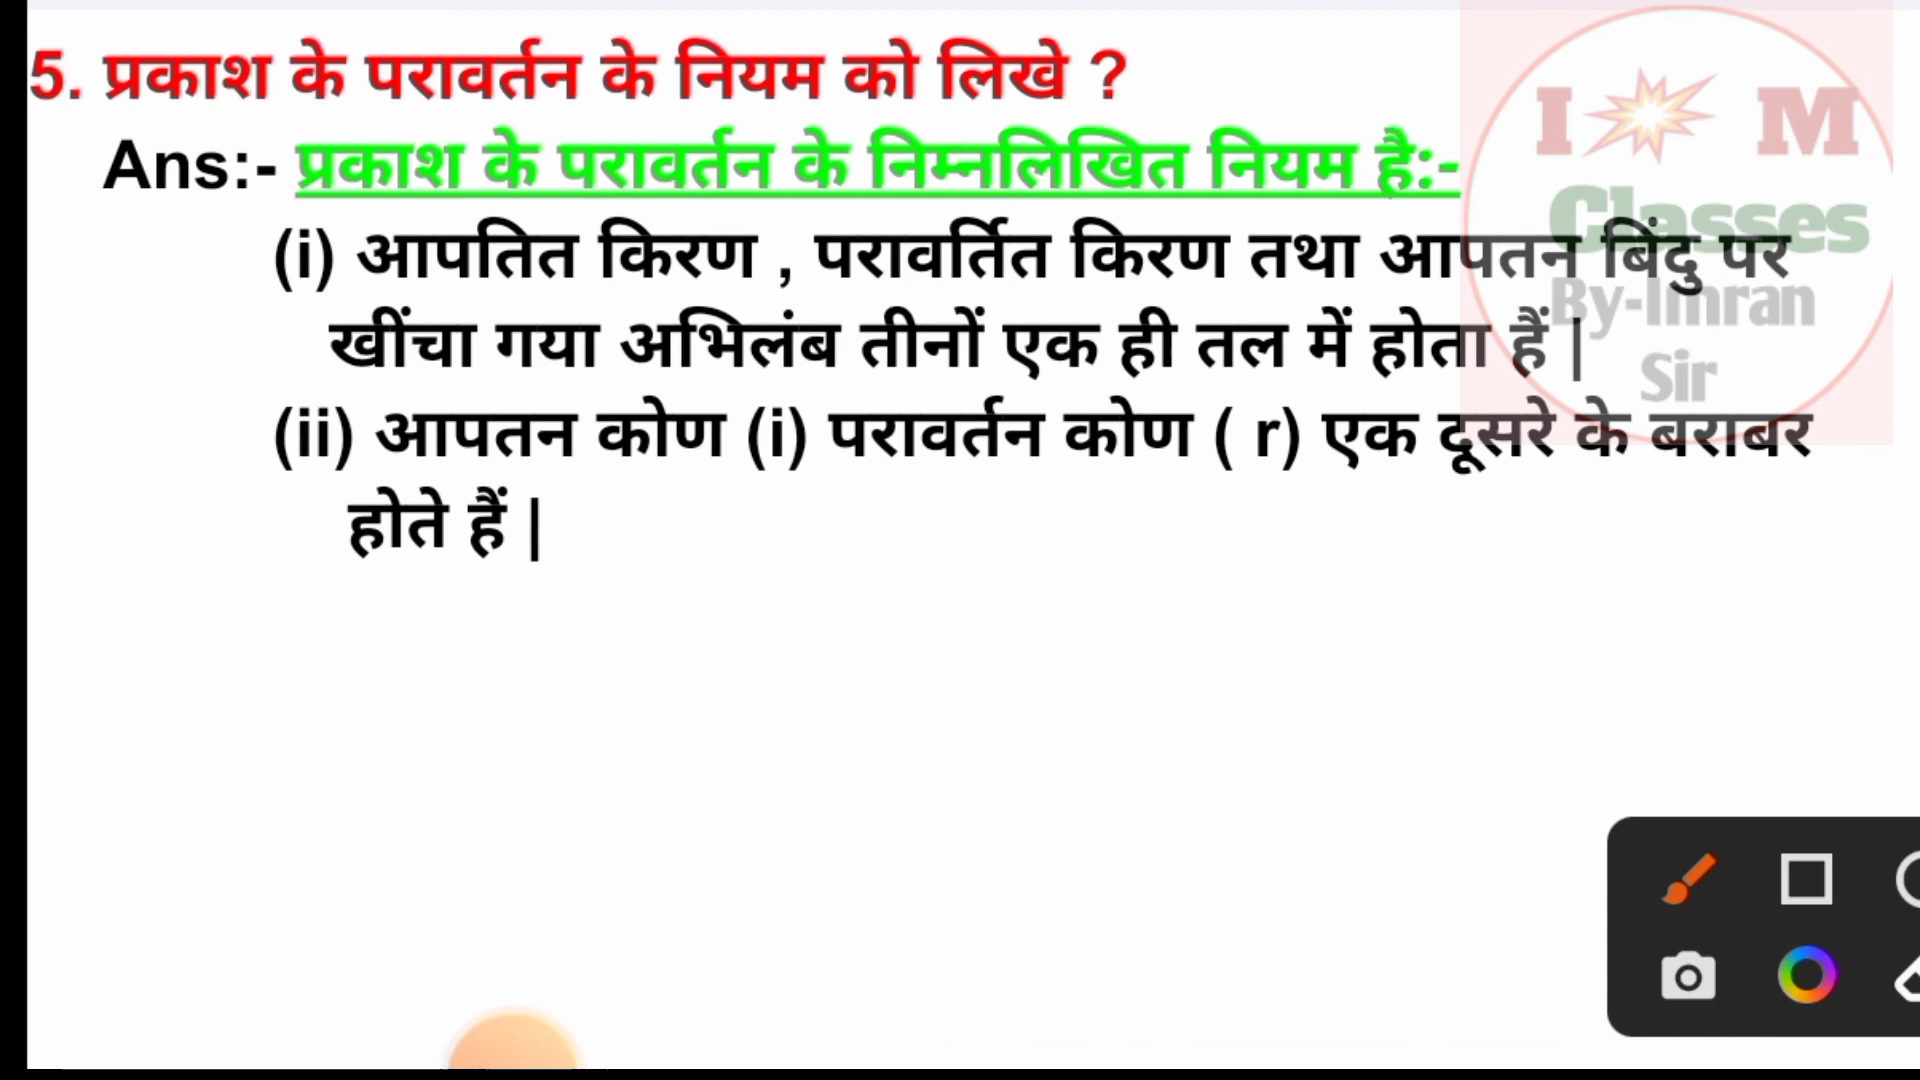 5. प्रकाश के परावर्तन के नियम को लिखे ?
Ans:- प्रकाश के परावर्तन के निम्नलिखित नियम है:-
(i) आपतित किरण , परावर्तित किरण तथा आपतन बिंदु पर
खींचा गया अभिलंब तीनों एक ही तल में होता हैं |
(ii) आपतन कोण (i) परावर्तन कोण ( r) एक दूसरे के बराबर
होते हैं |
I M
Classes
By-Imran
Sir